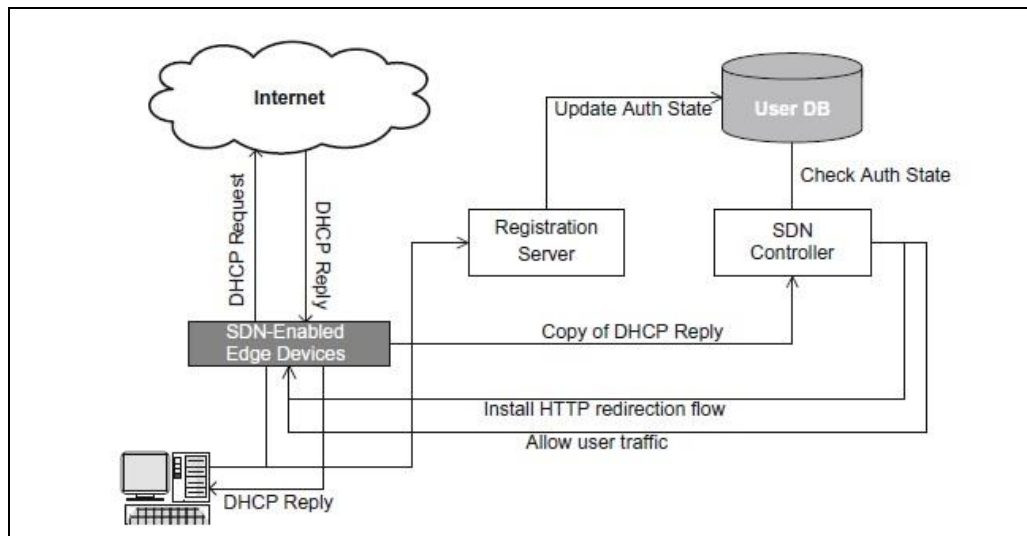 Internet
User DB
Update Auth State
Check Auth State
DHCP Request
DHCP Reply
Registration
Server
SDN
Controller
SDN-Enabled
Edge Devices
Copy of DHCP Reply
Install HTTP redirection flow
Allow user traffic
DHCP Reply